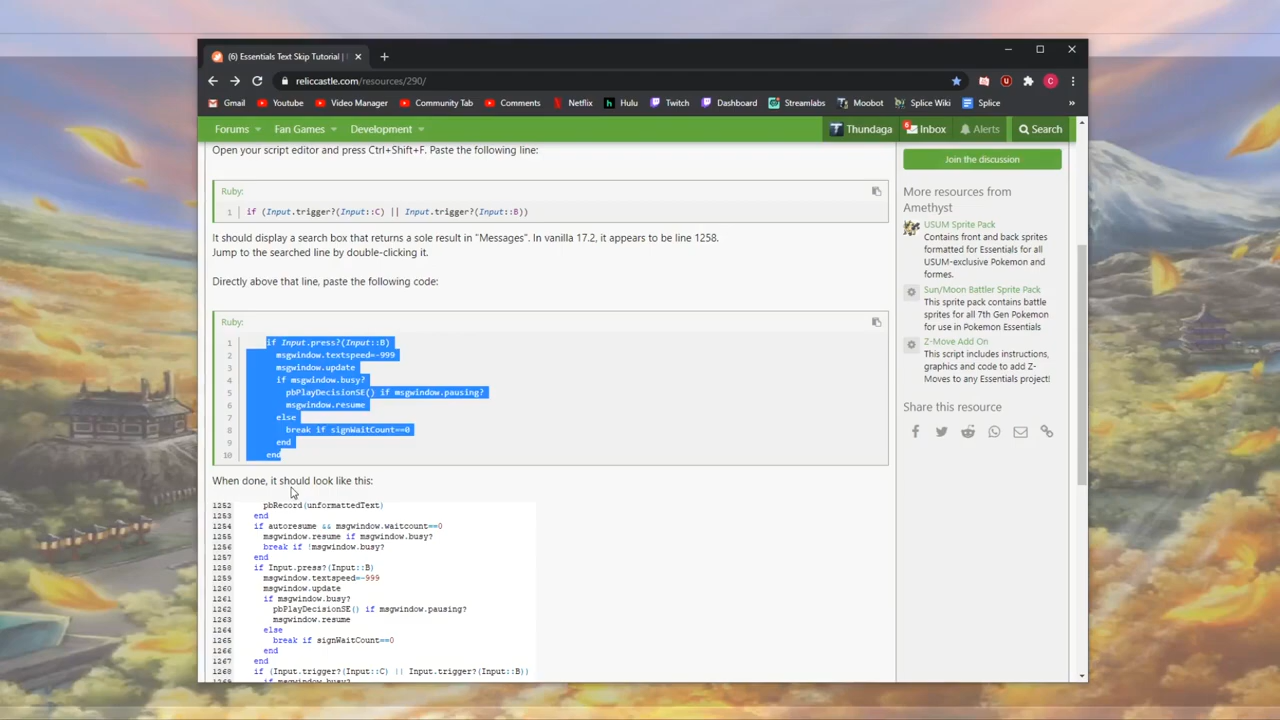 (6) Essentials Text Skip Tutorial |
reliccastle.com/resources/290/
Gmail Youtube Video Manager Community Tab Comments Netflix Hulu Twitch Dashboard Streamlabs Moobot Splice Wiki Splice »
Forums Fan Games Development Thundaga 6 Inbox Alerts Search
Open your script editor and press Ctrl+Shift+F. Paste the following line:
Ruby:
1 if (Input.trigger?(Input::C) || Input.trigger?(Input::B))
It should display a search box that returns a sole result in "Messages". In vanilla 17.2, it appears to be line 1258.
Jump to the searched line by double-clicking it.
Directly above that line, paste the following code:
Ruby:
1 if Input.press?(Input::B)
2 msgwindow.textspeed=-999
3 msgwindow.update
4 if msgwindow.busy?
5 pbPlayDecisionSE() if msgwindow.pausing?
6 msgwindow.resume
7 else
8 break if signWaitCount==0
9 end
10 end
When done, it should look like this:
1252 pbRecord(unformattedText)
1253 end
1254 if autoresume && msgwindow.waitcount==0
1255 msgwindow.resume if msgwindow.busy?
1256 break if !msgwindow.busy?
1257 end
1258 if Input.press?(Input::B)
1259 msgwindow.textspeed=-999
1260 msgwindow.update
1261 if msgwindow.busy?
1262 pbPlayDecisionSE() if msgwindow.pausing?
1263 msgwindow.resume
1264 else
1265 break if signWaitCount==0
1266 end
1267 end
1268 if (Input.trigger?(Input::C) || Input.trigger?(Input::B))
Join the discussion
More resources from
Amethyst
USUM Sprite Pack
Contains front and back sprites
formatted for Essentials for all
USUM-exclusive Pokemon and
formes.
Sun/Moon Battler Sprite Pack
This sprite pack contains battle
sprites for all 7th Gen Pokemon
for use in Pokemon Essentials
Z-Move Add On
This script includes instructions,
graphics and code to add Z-
Moves to any Essentials project!
Share this resource